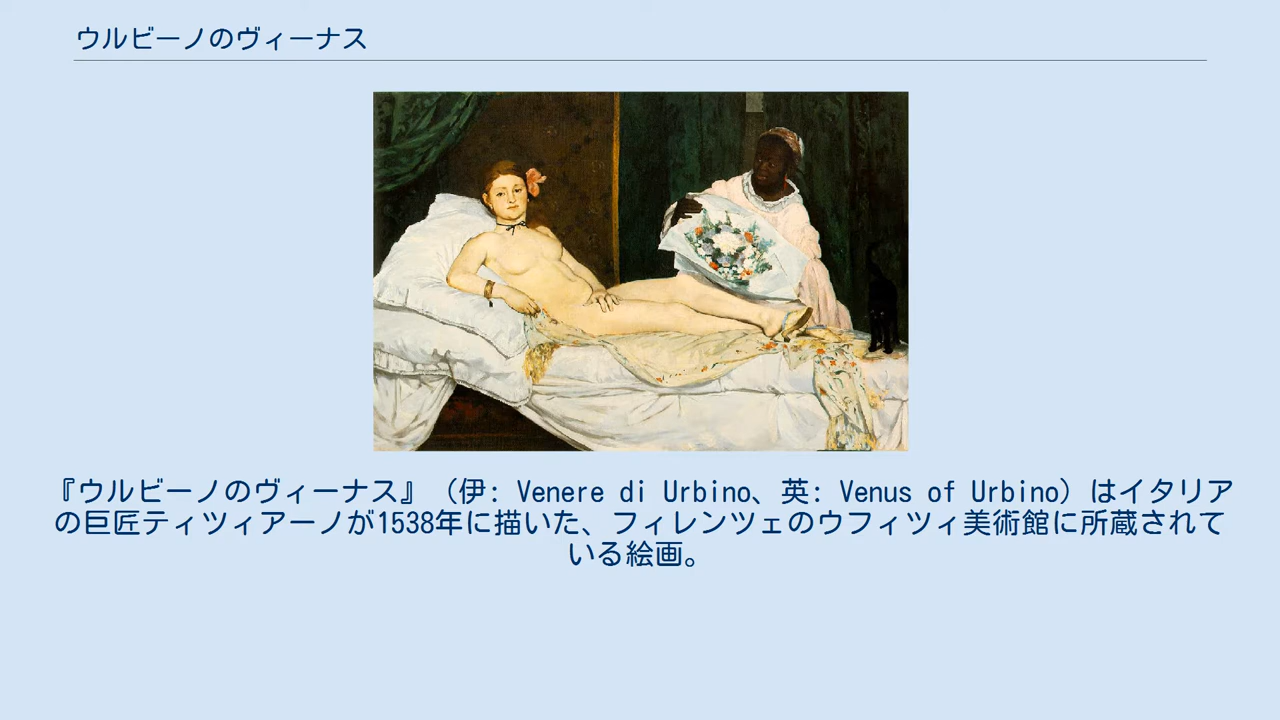 ウルビーノのヴィーナス
『ウルビーノのヴィーナス』（伊: Venere di Urbino、英: Venus of Urbino）はイタリア
の巨匠ティツィアーノが1538年に描いた、フィレンツェのウフィツィ美術館に所蔵されて
いる絵画。